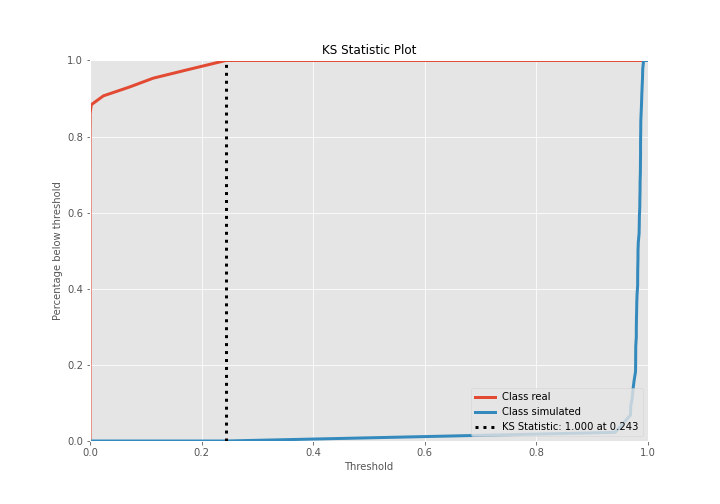 KS Statistic Plot
1.0
0.8
0.6
0.4
0.2
0.0
Percentage below threshold
Class real
Class simulated
KS Statistic: 1.000 at 0.243
0.0 0.2 0.4 0.6 0.8 1.0
Threshold